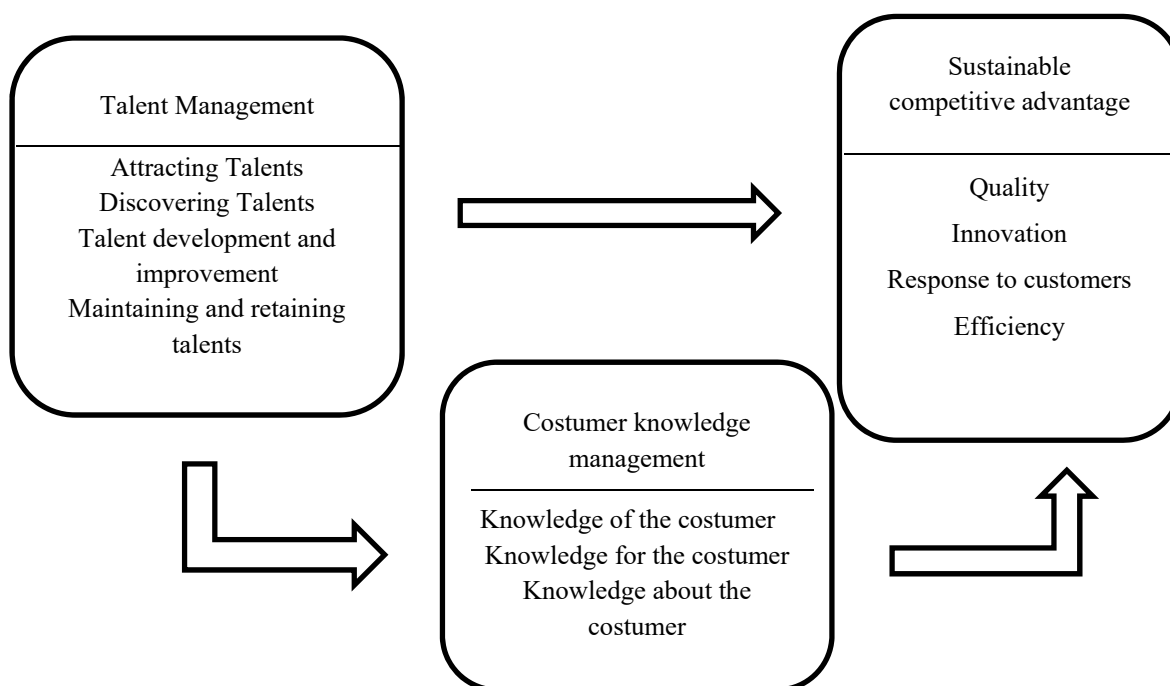 Talent Management
Attracting Talents
Discovering Talents
Talent development and
improvement
Maintaining and retaining
talents
Costumer knowledge
management
Knowledge of the costumer
Knowledge for the costumer
Knowledge about the
costumer
Sustainable
competitive advantage
Quality
Innovation
Response to customers
Efficiency